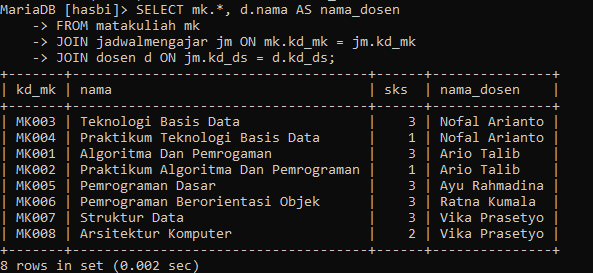 MariaDB [hasbi]> SELECT mk.*, d.nama AS nama_dosen
    -> FROM matakuliah mk
    -> JOIN jadwalmengajar jm ON mk.kd_mk = jm.kd_mk
    -> JOIN dosen d ON jm.kd_ds = d.kd_ds;
+-------+--------------------------------------+------+---------------+
| kd_mk | nama                                 | sks  | nama_dosen    |
+-------+--------------------------------------+------+---------------+
| MK003 | Teknologi Basis Data                 |    3 | Nofal Arianto |
| MK004 | Praktikum Teknologi Basis Data       |    1 | Nofal Arianto |
| MK001 | Algoritma Dan Pemrogaman             |    3 | Ario Talib    |
| MK002 | Praktikum Algoritma Dan Pemrograman  |    1 | Ario Talib    |
| MK005 | Pemrograman Dasar                    |    3 | Ayu Rahmadina |
| MK006 | Pemrograman Berorientasi Objek       |    3 | Ratna Kumala  |
| MK007 | Struktur Data                        |    3 | Vika Prasetyo |
| MK008 | Arsitektur Komputer                  |    2 | Vika Prasetyo |
+-------+--------------------------------------+------+---------------+
8 rows in set (0.002 sec)